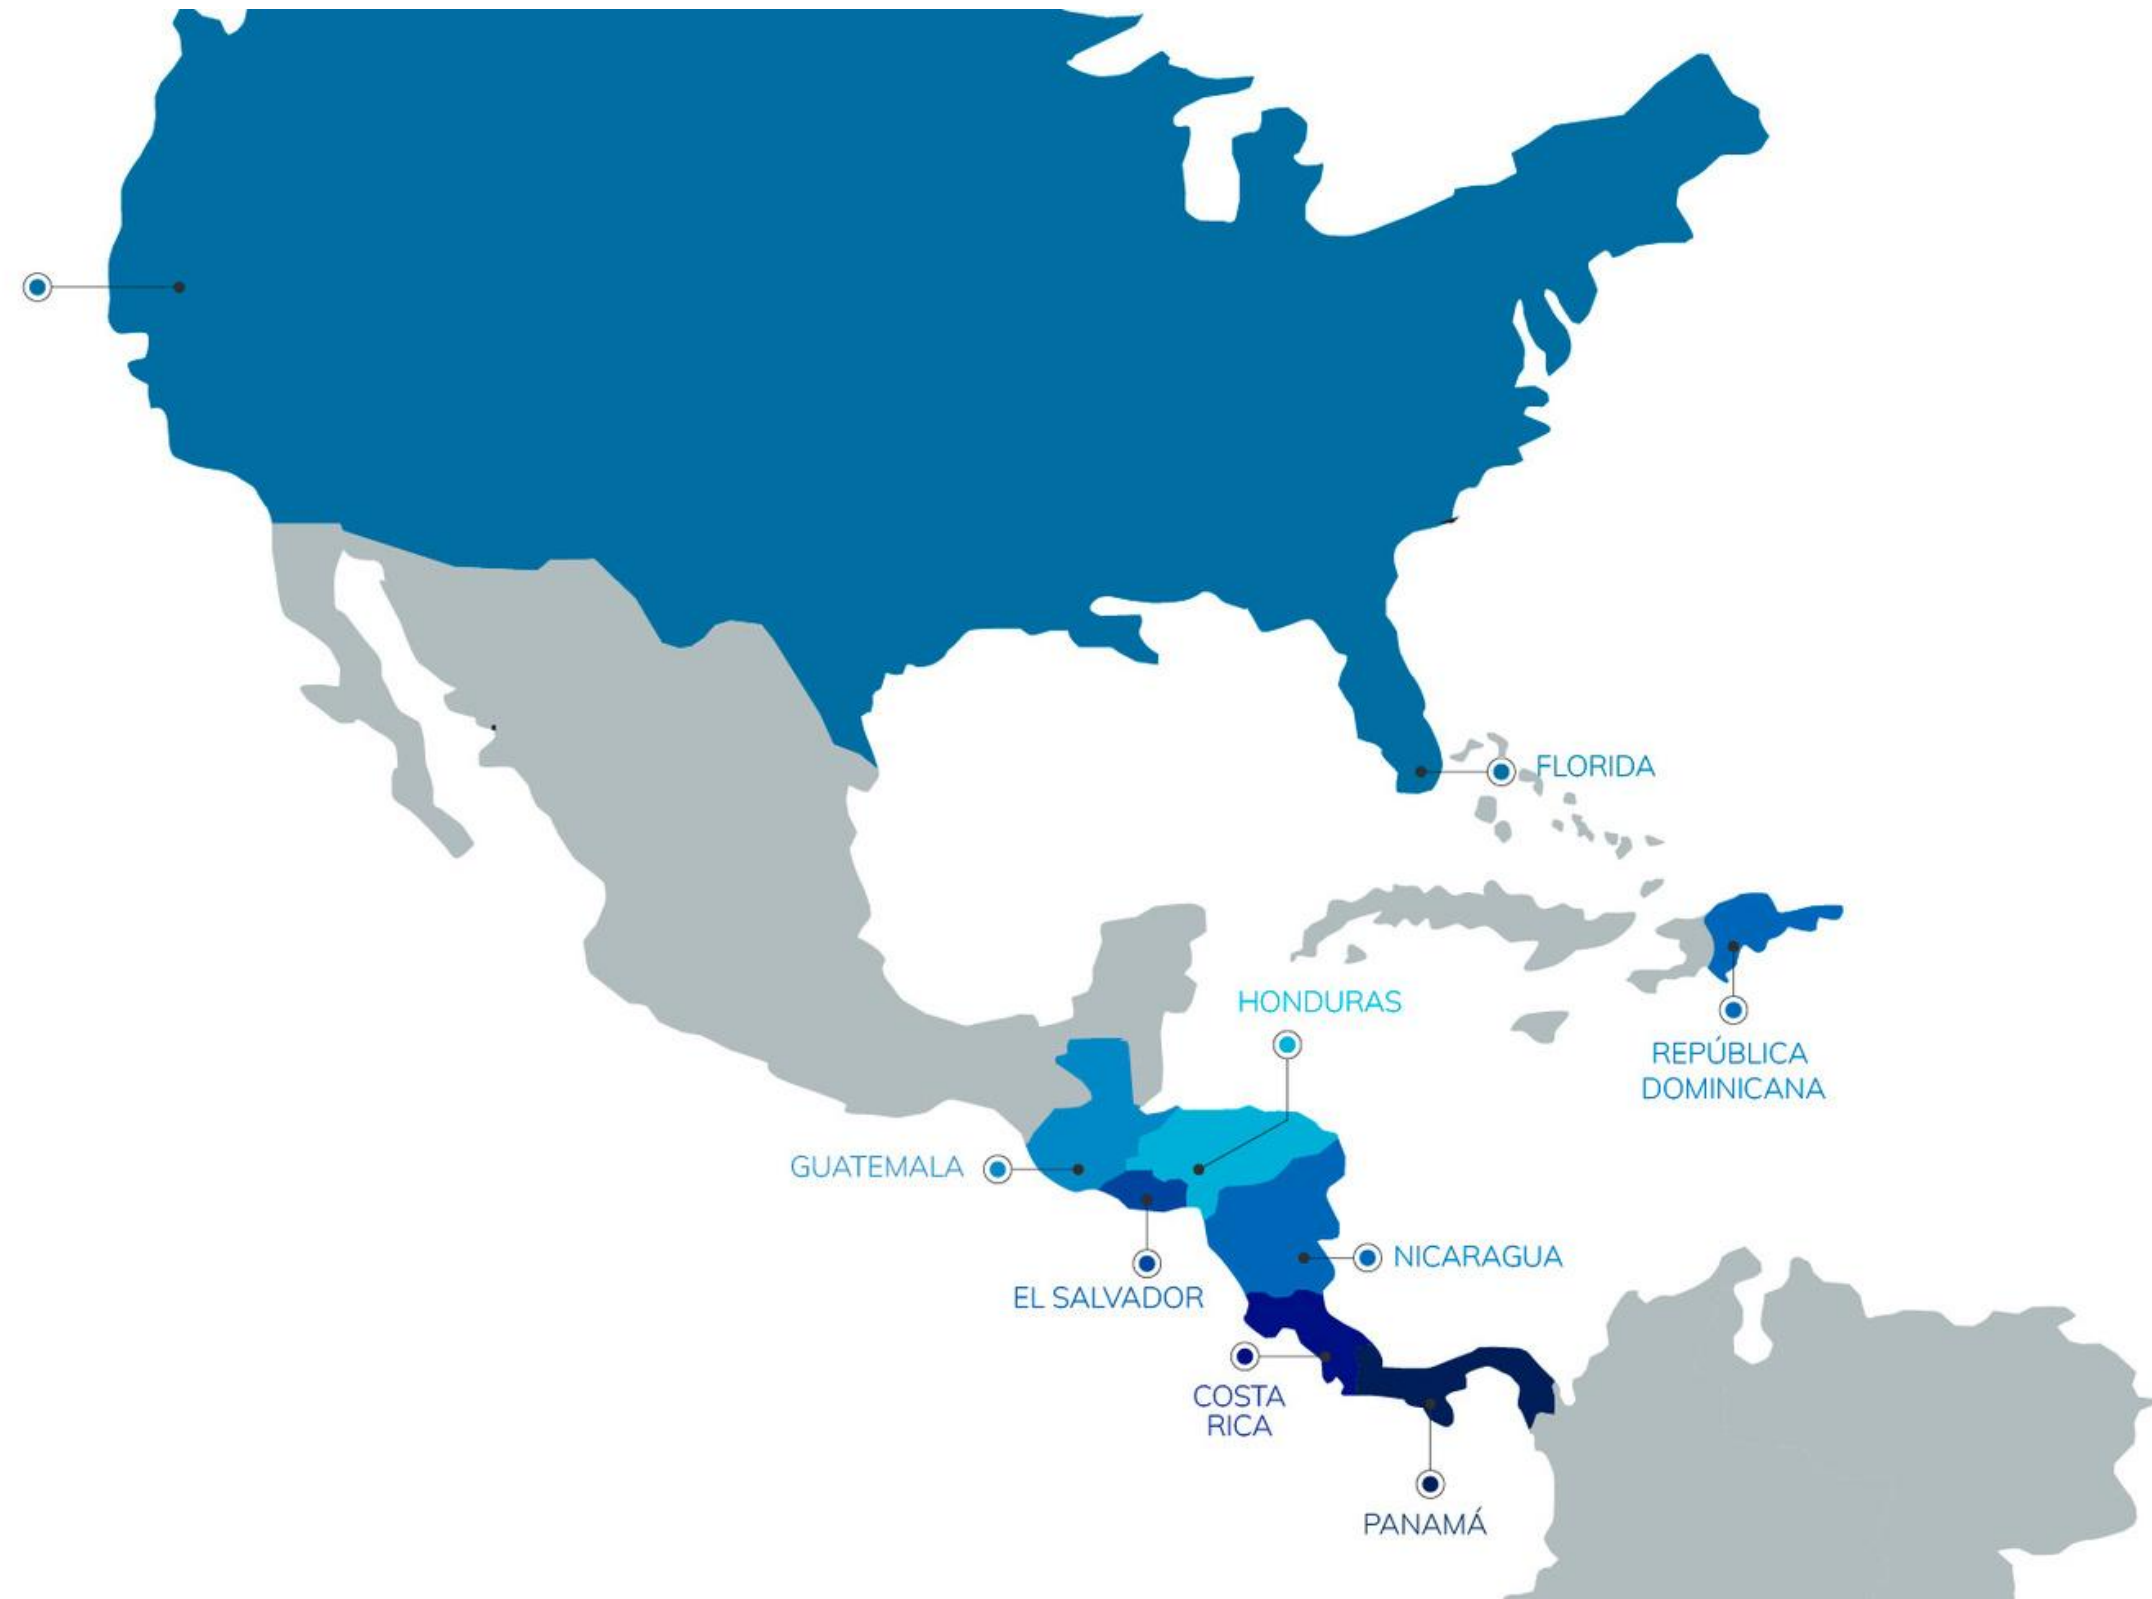 FLORIDA
HONDURAS
REPÚBLICA
DOMINICANA
GUATEMALA
NICARAGUA
EL SALVADOR
COSTA
RICA
PANAMÁ